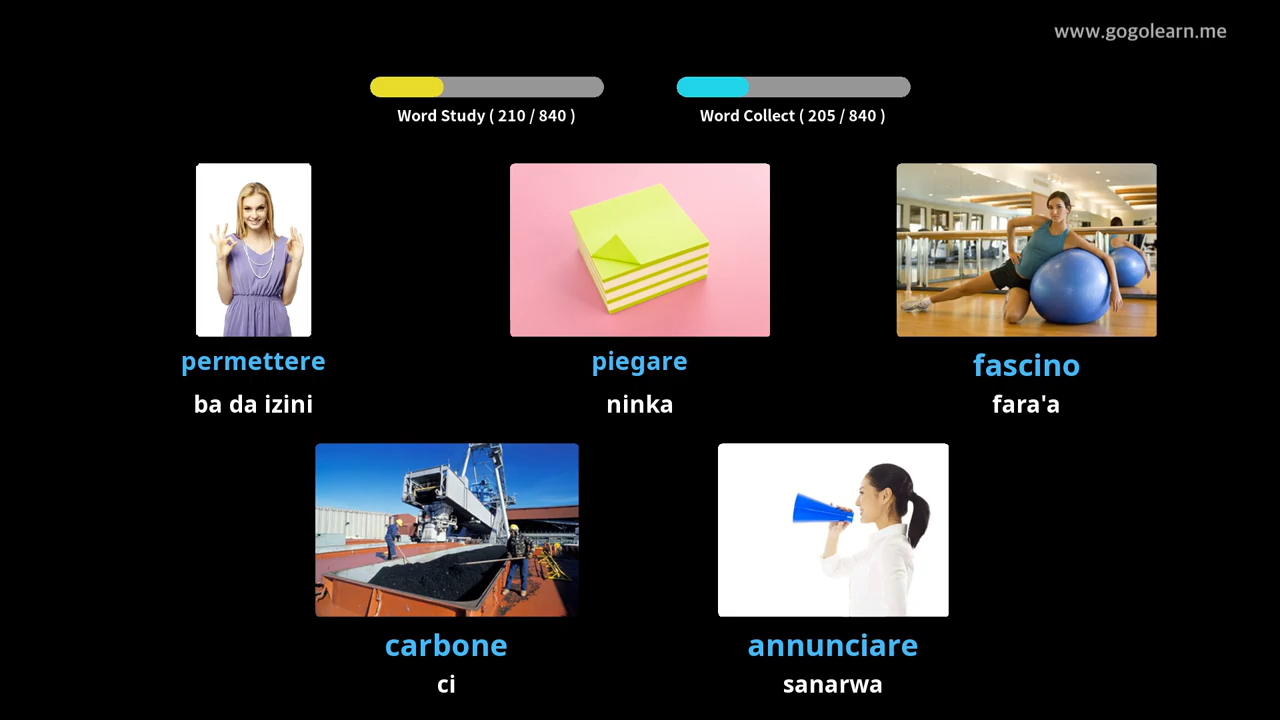 www.gogolearn.me
Word Study ( 210 / 840 )
Word Collect ( 205 / 840 )
permettere
ba da izini
piegare
ninka
fascino
fara'a
carbone
ci
annunciare
sanarwa